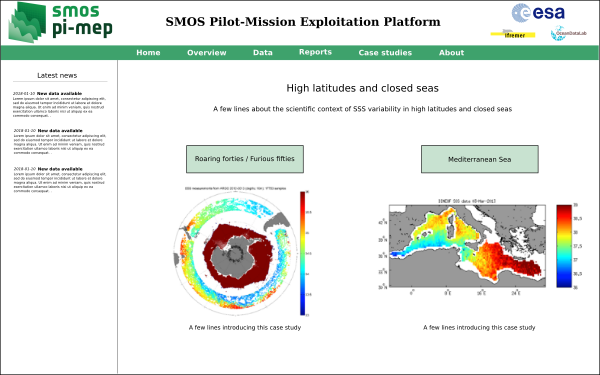 smos
pi-mep
SMOS Pilot-Mission Exploitation Platform
esa
ifremer
OceanDataLab
Home Overview Data Reports Case studies About
Latest news
2018-01-10 New data available
Lorem ipsum dolor sit amet, consectetur adipiscing elit,
sed do eiusmod tempor incididunt ut labore et dolore
magna aliqua. Ut enim ad minim veniam, quis nostrud
exercitation ullamco laboris nisi ut aliquip ex ea
commodo consequat...
2018-01-10 New data available
Lorem ipsum dolor sit amet, consectetur adipiscing elit,
sed do eiusmod tempor incididunt ut labore et dolore
magna aliqua. Ut enim ad minim veniam, quis nostrud
exercitation ullamco laboris nisi ut aliquip ex ea
commodo consequat...
2018-01-10 New data available
Lorem ipsum dolor sit amet, consectetur adipiscing elit,
sed do eiusmod tempor incididunt ut labore et dolore
magna aliqua. Ut enim ad minim veniam, quis nostrud
exercitation ullamco laboris nisi ut aliquip ex ea
commodo consequat...
High latitudes and closed seas
A few lines about the scientific context of SSS variability in high latitudes and closed seas
Roaring forties / Furious fifties
Mediterranean Sea
0°E 8°E 16°E 24°E
39
38,5
38
37,5
37
36,5
36
A few lines introducing this case study
A few lines introducing this case study